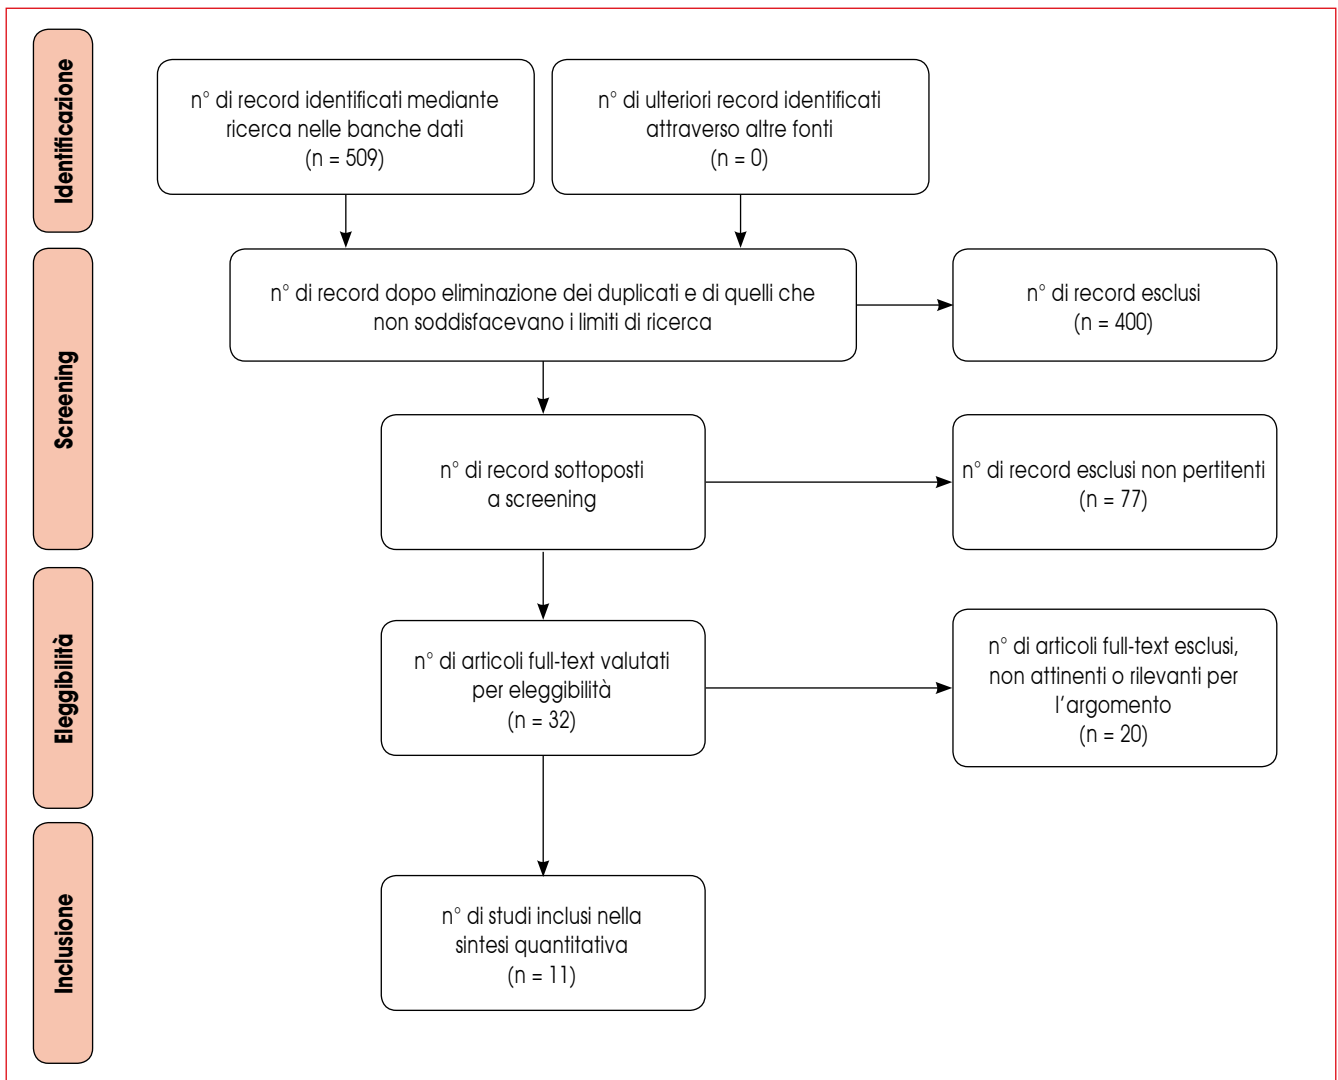 Identificazione
n° di record identificati mediante
ricerca nelle banche dati
(n = 509)
n° di ulteriori record identificati
attraverso altre fonti
(n = 0)
Screening
n° di record dopo eliminazione dei duplicati e di quelli che
non soddisfacevano i limiti di ricerca
n° di record esclusi
(n = 400)
n° di record sottoposti
a screening
n° di record esclusi non pertitenti
(n = 77)
Eleggibilità
n° di articoli full-text valutati
per eleggibilità
(n = 32)
n° di articoli full-text esclusi,
non attinenti o rilevanti per
l'argomento
(n = 20)
Inclusione
n° di studi inclusi nella
sintesi quantitativa
(n = 11)